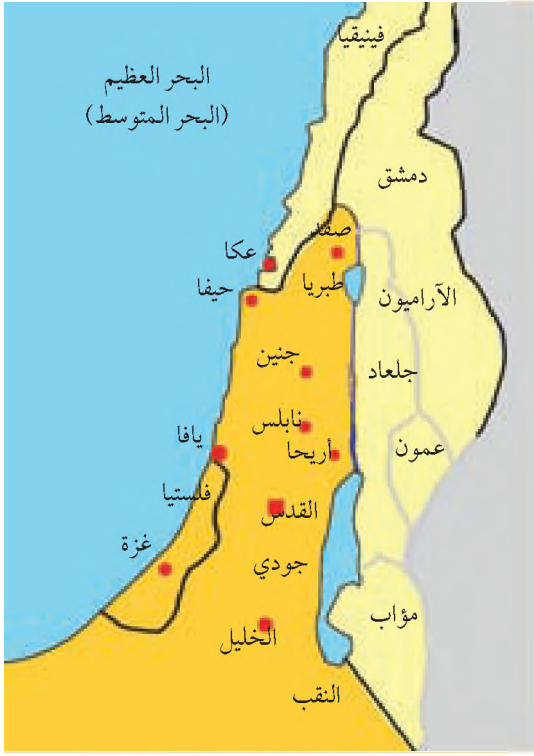 فينيقيا
البحر العظيم
(البحر المتوسط)
دمشق
صفد
عكا
طبريا
الآراميون
حيفا
جنين
جلعاد
نابلس
يافا
أريحا
عمون
فلستيا
القدس
غزة
جودي
مؤاب
الخليل
النقب